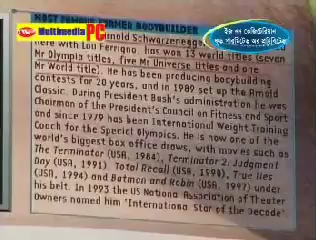 The Multimedia PC
MOST FAMOUS FORMER BODYBUILDER
Arnold Schwarzenegger
here with Lou Ferrigno) has won 13 world titles (seven
Mr Olympia titles, five Mr Universe titles and one
Mr World title). He has been producing bodybuilding
contests for 20 years, and in 1989 set up the Arnold
Classic. During President Bush's administration he was
Chairman of the President's Council on Fitness and Sport
and since 1979 has been International Weight Training
Coach for the Special Olympics. He is now one of the
world's biggest box office draws, with movies such as
The Terminator (USA, 1984), Terminator 2: Judgment
Day (USA, 1991) Total Recall (USA, 1990), True Lies
(USA, 1994) and Batman and Robin (USA, 1997) under
his belt. In 1993 the US National Association of Theater
Owners named him 'International Star of the Decade'.